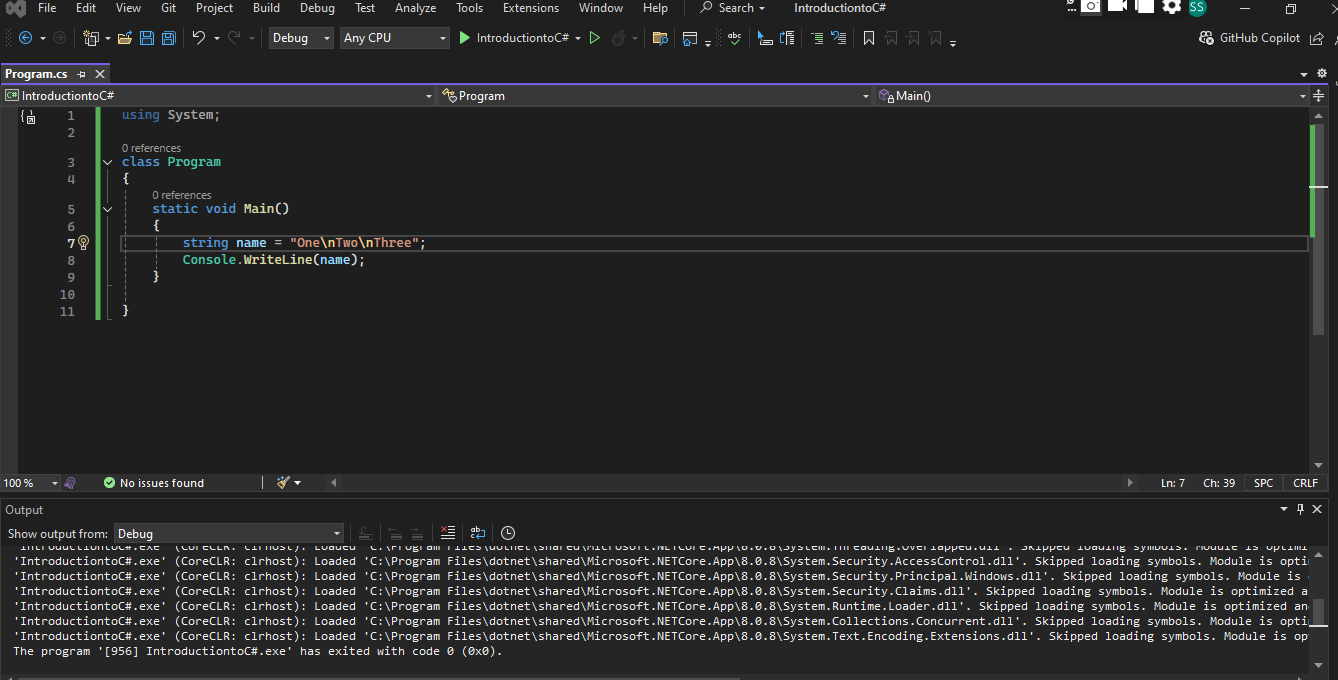 File Edit View Git Project Build Debug Test Analyze Tools Extensions Window Help Search IntroductiontoC# SS
Debug Any CPU IntroductiontoC# abc GitHub Copilot
Program.cs
C# IntroductiontoC# Program Main()
1 using System;
2
0 references
3 class Program
4 {
0 references
5 static void Main()
6 {
7 string name = "One\nTwo\nThree";
8 Console.WriteLine(name);
9 }
10
11 }
100 % No issues found Ln: 7 Ch: 39 SPC CRLF
Output
Show output from: Debug
'IntroductiontoC#.exe' (CoreCLR: clrhost): Loaded 'C:\Program Files\dotnet\shared\Microsoft.NETCore.App\8.0.8\System.Threading.Overlapped.dll'. Skipped loading symbols. Module is optimi
'IntroductiontoC#.exe' (CoreCLR: clrhost): Loaded 'C:\Program Files\dotnet\shared\Microsoft.NETCore.App\8.0.8\System.Security.AccessControl.dll'. Skipped loading symbols. Module is opti
'IntroductiontoC#.exe' (CoreCLR: clrhost): Loaded 'C:\Program Files\dotnet\shared\Microsoft.NETCore.App\8.0.8\System.Security.Principal.Windows.dll'. Skipped loading symbols. Module is
'IntroductiontoC#.exe' (CoreCLR: clrhost): Loaded 'C:\Program Files\dotnet\shared\Microsoft.NETCore.App\8.0.8\System.Security.Claims.dll'. Skipped loading symbols. Module is optimized a
'IntroductiontoC#.exe' (CoreCLR: clrhost): Loaded 'C:\Program Files\dotnet\shared\Microsoft.NETCore.App\8.0.8\System.Runtime.Loader.dll'. Skipped loading symbols. Module is optimized an
'IntroductiontoC#.exe' (CoreCLR: clrhost): Loaded 'C:\Program Files\dotnet\shared\Microsoft.NETCore.App\8.0.8\System.Collections.Concurrent.dll'. Skipped loading symbols. Module is opti
'IntroductiontoC#.exe' (CoreCLR: clrhost): Loaded 'C:\Program Files\dotnet\shared\Microsoft.NETCore.App\8.0.8\System.Text.Encoding.Extensions.dll'. Skipped loading symbols. Module is op
The program '[956] IntroductiontoC#.exe' has exited with code 0 (0x0).